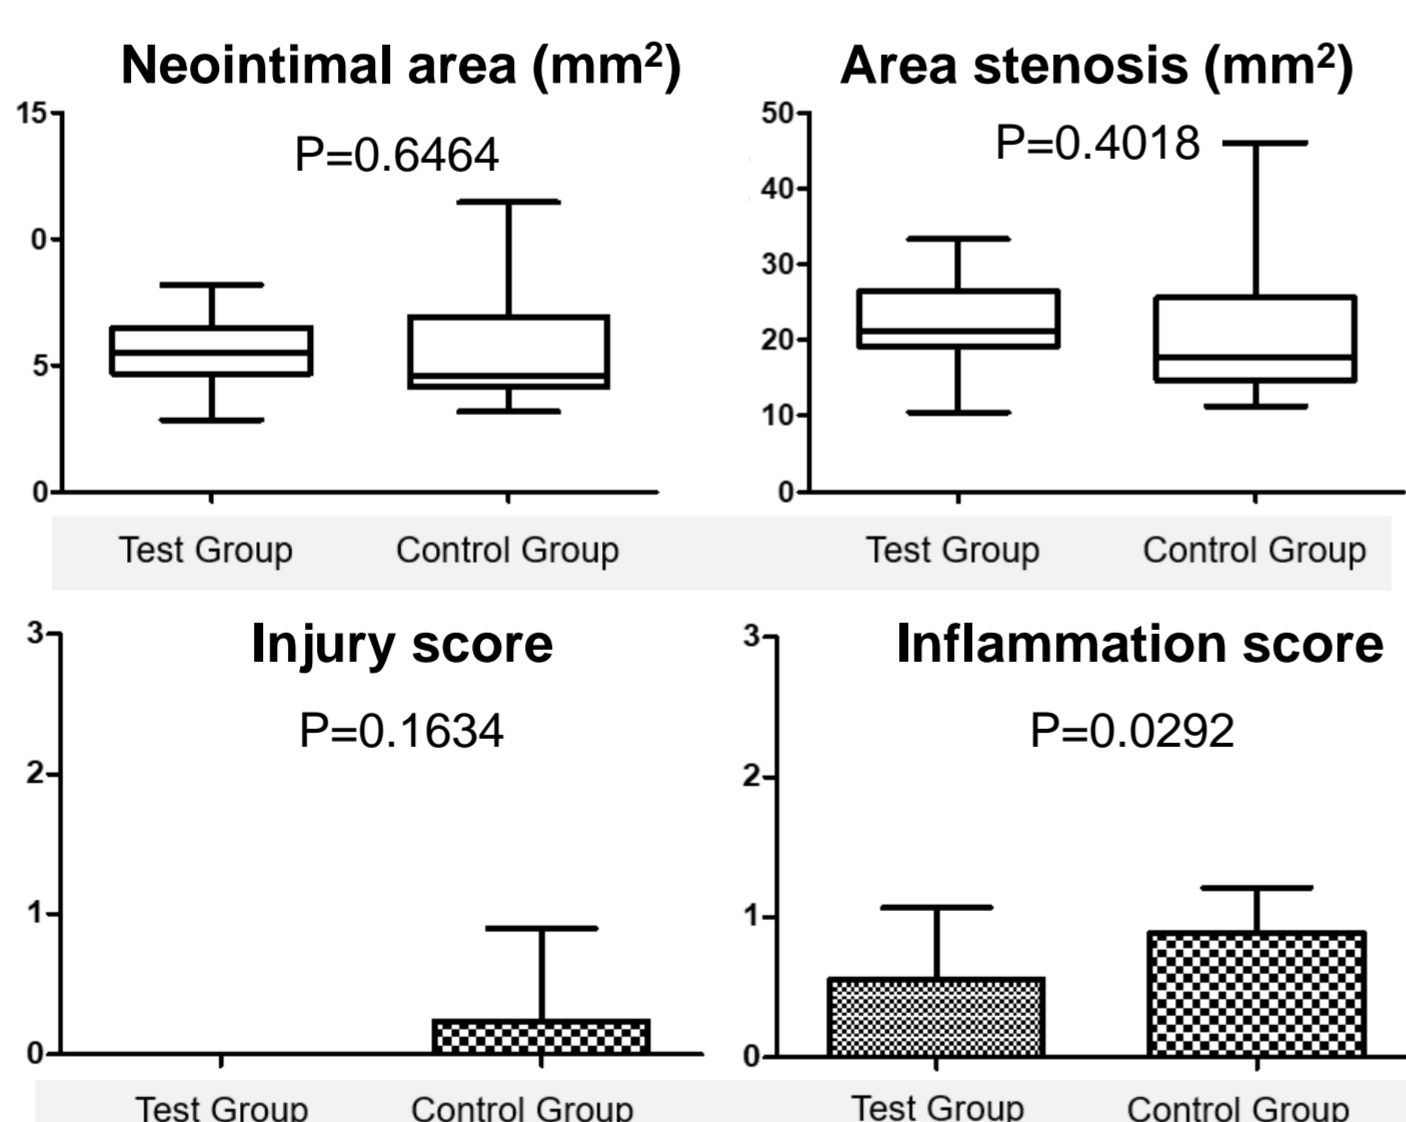 Neointimal area (mm²)
P=0.6464
15
0
5
0
Test Group Control Group
Area stenosis (mm²)
P=0.4018
50
40
30
20
10
0
Test Group Control Group
Injury score
P=0.1634
3
2
1
0
Test Group Control Group
Inflammation score
P=0.0292
3
2
1
0
Test Group Control Group